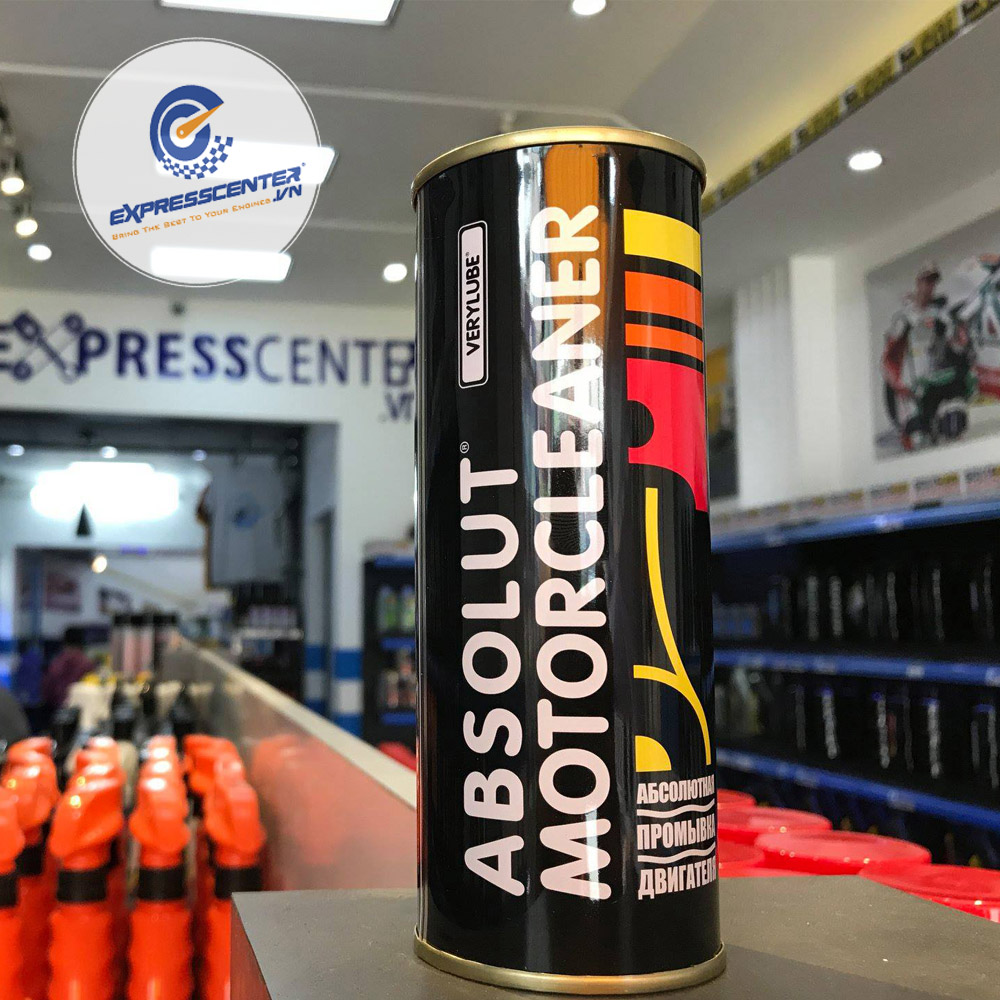 EXPRESSCENTER®
.VN
BRING THE BEST TO YOUR ENGINES
EXPRESSCENTER
.VN
VERYLUBE®
ABSOLUT®
MOTORCLEANER
АБСОЛЮТНАЯ
ПРОМЫВКА
ДВИГАТЕЛЯ